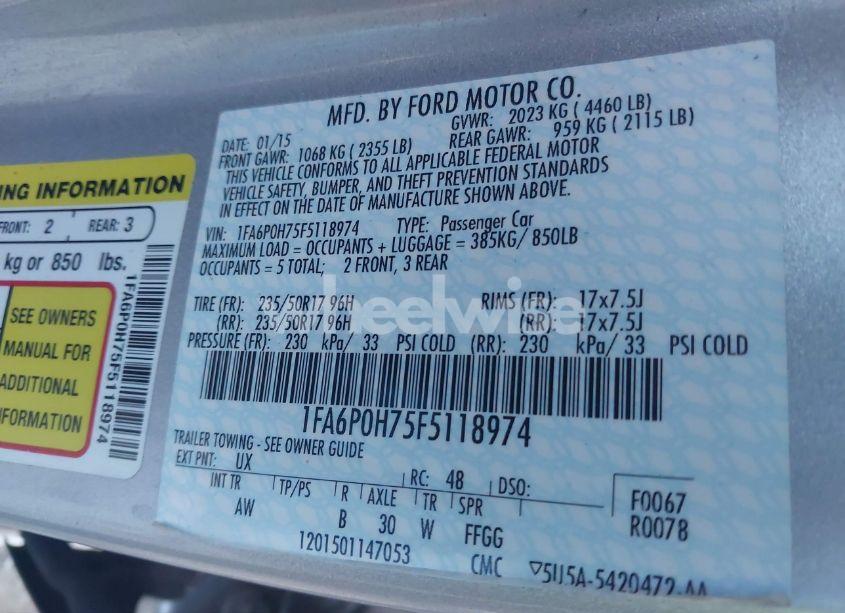 MFD. BY FORD MOTOR CO.
DATE: 01/15 GVWR: 2023 KG ( 4460 LB)
FRONT GAWR: 1068 KG ( 2355 LB) REAR GAWR: 959 KG ( 2115 LB)
THIS VEHICLE CONFORMS TO ALL APPLICABLE FEDERAL MOTOR
VEHICLE SAFETY, BUMPER, AND THEFT PREVENTION STANDARDS
IN EFFECT ON THE DATE OF MANUFACTURE SHOWN ABOVE.
VIN: 1FA6P0H75F5118974 TYPE: Passenger Car
MAXIMUM LOAD = OCCUPANTS + LUGGAGE = 385KG/ 850LB
OCCUPANTS = 5 TOTAL; 2 FRONT, 3 REAR
TIRE (FR): 235/50R17 96H RIMS (FR): 17x7.5J
(RR): 235/50R17 96H (RR): 17x7.5J
PRESSURE (FR): 230 kPa/ 33 PSI COLD (RR): 230 kPa/ 33 PSI COLD
1FA6P0H75F5118974
TRAILER TOWING - SEE OWNER GUIDE
EXT PNT: UX RC: 48 DSO:
INT TR TP/PS R AXLE TR SPR F0067
AW B 30 W FFGG R0078
1201501147053 CMC ▽5U5A-5420472-AA
NG INFORMATION
FRONT: 2 REAR: 3
kg or 850 lbs.
SEE OWNERS
MANUAL FOR
ADDITIONAL
INFORMATION
1FA6P0H75F5118974
heelwire